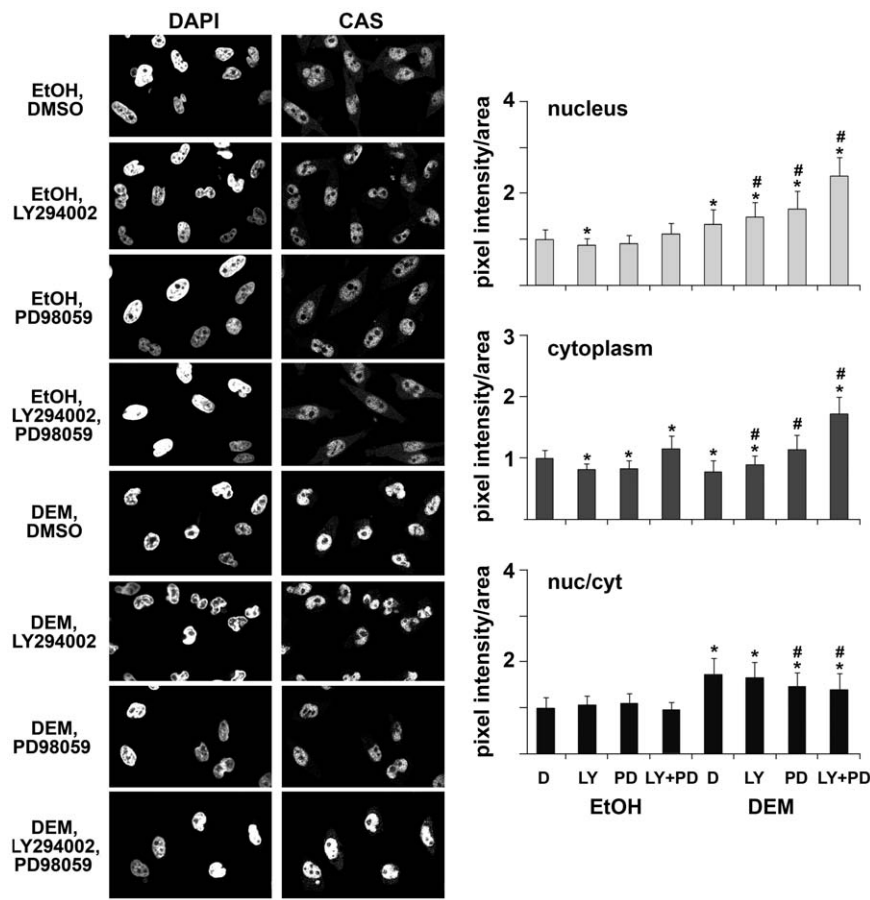 DAPI CAS
EtOH,
DMSO
EtOH,
LY294002
EtOH,
PD98059
EtOH,
LY294002,
PD98059
DEM,
DMSO
DEM,
LY294002
DEM,
PD98059
DEM,
LY294002,
PD98059
nucleus
pixel intensity/area
4
2
*
*
#
*
#
*
#
*
cytoplasm
pixel intensity/area
3
2
1
*
*
*
*
#
*
#
#
*
nuc/cyt
pixel intensity/area
4
2
*
*
#
*
#
*
D LY PD LY+PD D LY PD LY+PD
EtOH DEM